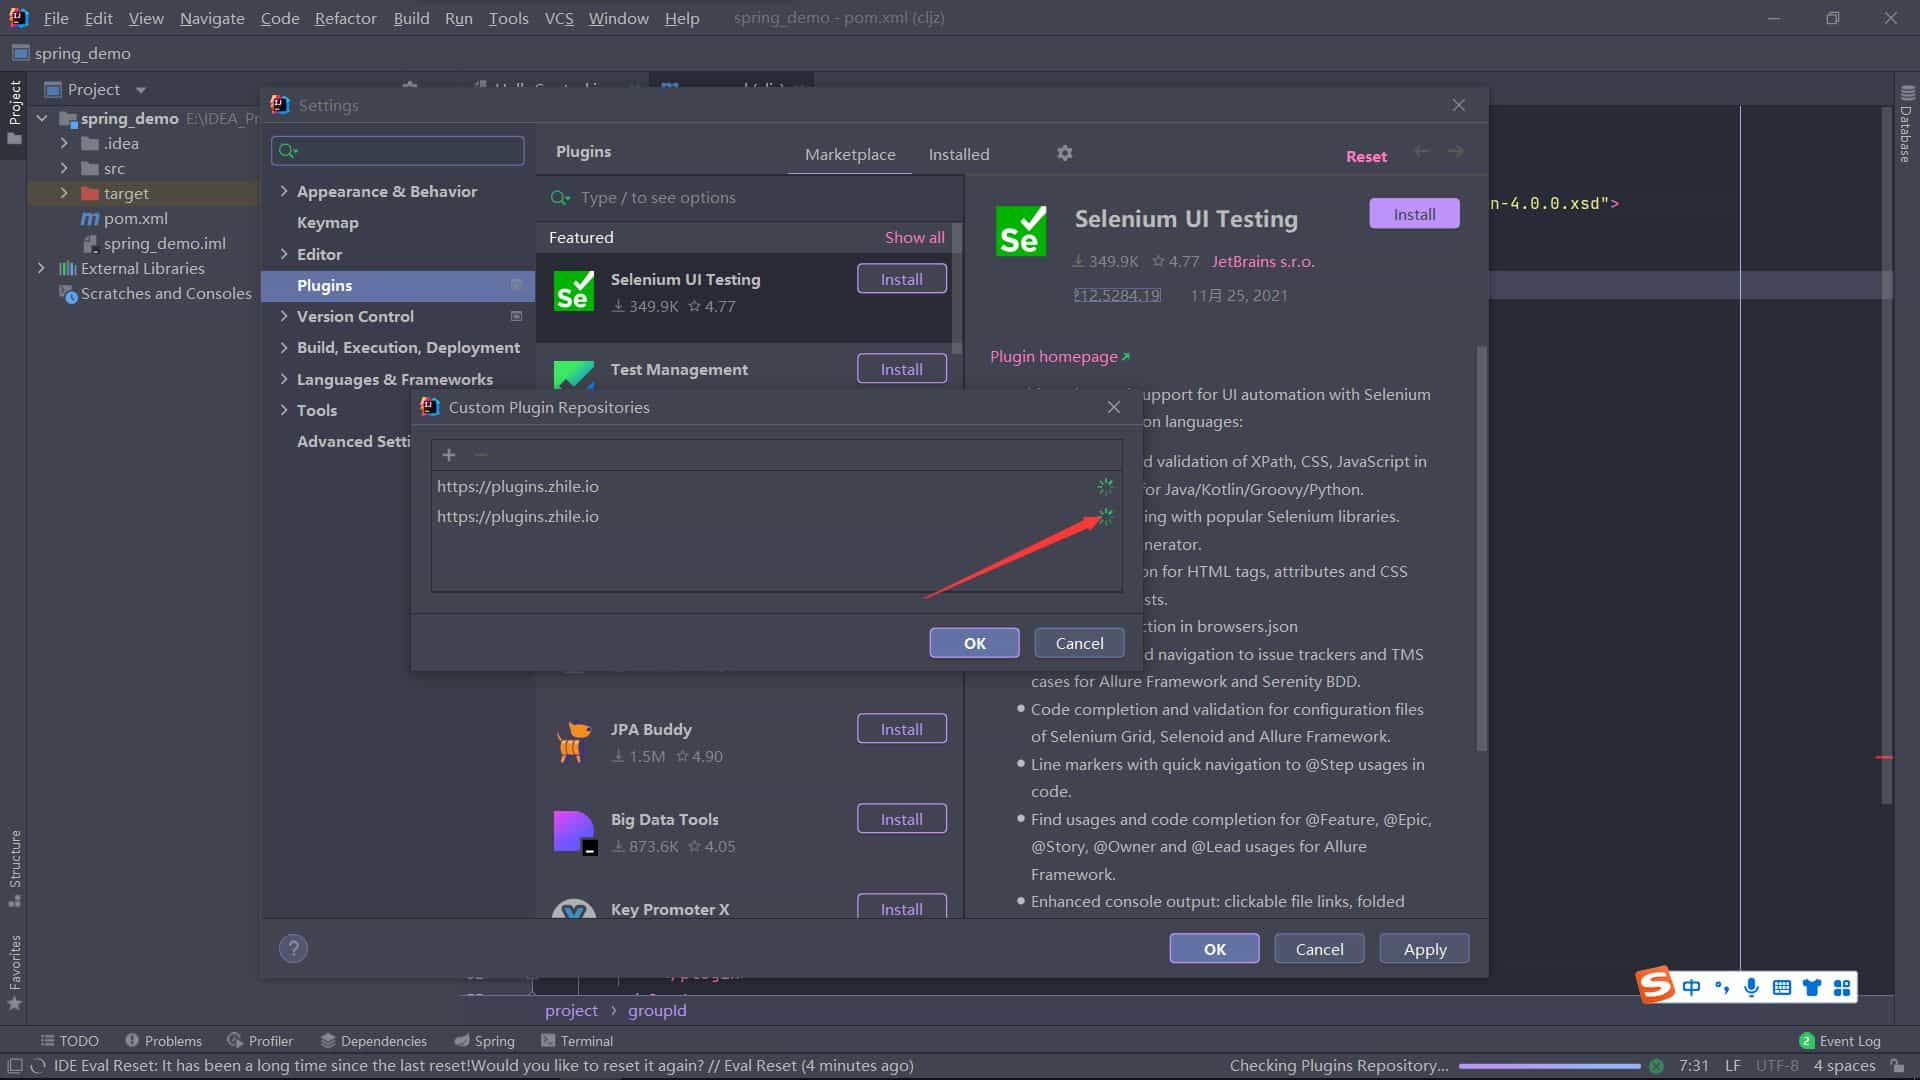 File Edit View Navigate Code Refactor Build Run Tools VCS Window Help spring_demo - pom.xml (cljz)
spring_demo
Project
Project
spring_demo E:\IDEA_Pr
.idea
src
target
pom.xml
spring_demo.iml
External Libraries
Scratches and Consoles
Structure
Favorites
Database
n-4.0.0.xsd">
Settings
Appearance & Behavior
Keymap
Editor
Plugins
Version Control
Build, Execution, Deployment
Languages & Frameworks
Tools
Advanced Setti
Plugins Marketplace Installed Reset
Type / to see options
Featured Show all
Selenium UI Testing Install
349.9K 4.77
Test Management Install
JPA Buddy Install
1.5M 4.90
Big Data Tools Install
873.6K 4.05
Key Promoter X Install
Se
Se
Selenium UI Testing Install
349.9K 4.77 JetBrains s.r.o.
212.5284.19 11月 25, 2021
Plugin homepage
upport for UI automation with Selenium
on languages:
d validation of XPath, CSS, JavaScript in
or Java/Kotlin/Groovy/Python.
ing with popular Selenium libraries.
nerator.
on for HTML tags, attributes and CSS
sts.
ction in browsers.json
d navigation to issue trackers and TMS
cases for Allure Framework and Serenity BDD.
Code completion and validation for configuration files
of Selenium Grid, Selenoid and Allure Framework.
Line markers with quick navigation to @Step usages in
code.
Find usages and code completion for @Feature, @Epic,
@Story, @Owner and @Lead usages for Allure
Framework.
Enhanced console output: clickable file links, folded
Custom Plugin Repositories
https://plugins.zhile.io
https://plugins.zhile.io
OK Cancel
? OK Cancel Apply
project › groupId
中
TODO Problems Profiler Dependencies Spring Terminal 2 Event Log
IDE Eval Reset: It has been a long time since the last reset!Would you like to reset it again? // Eval Reset (4 minutes ago) Checking Plugins Repository... 7:31 LF UTF-8 4 spaces